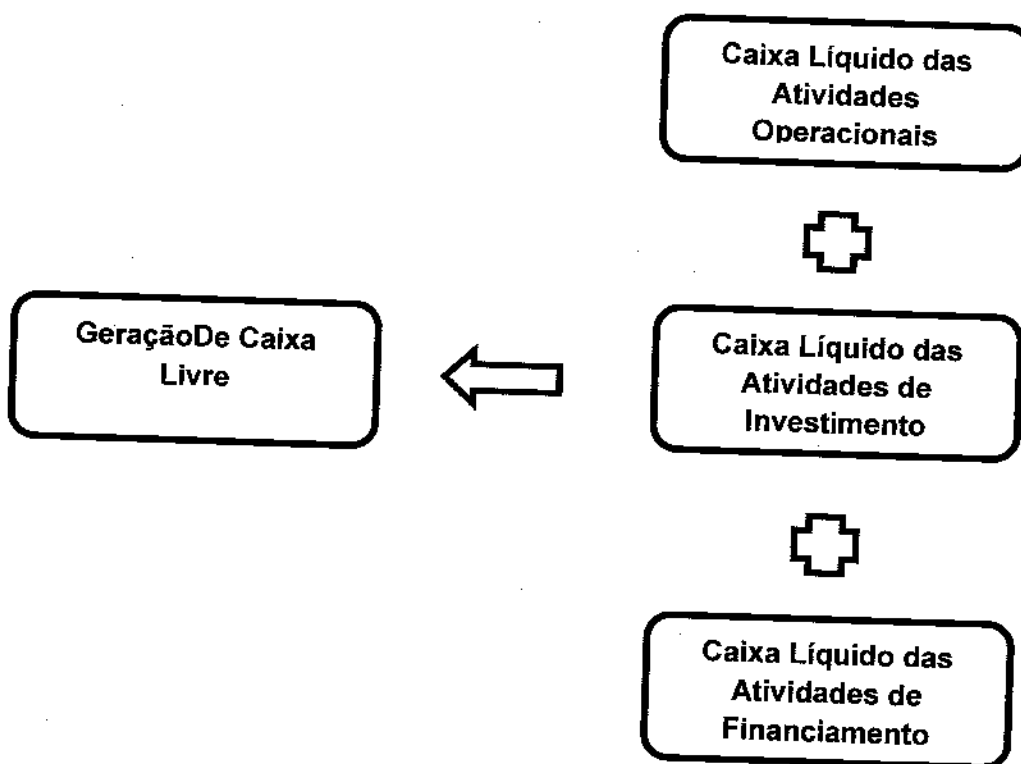 Caixa Líquido das
Atividades
Operacionais
GeraçãoDe Caixa
Livre
Caixa Líquido das
Atividades de
Investimento
Caixa Líquido das
Atividades de
Financiamento